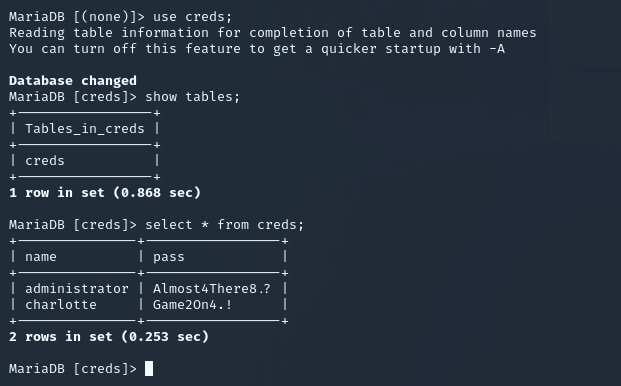 MariaDB [(none)]> use creds;
Reading table information for completion of table and column names
You can turn off this feature to get a quicker startup with -A
Database changed
MariaDB [creds]> show tables;
+-----------------+
| Tables_in_creds |
+-----------------+
| creds           |
+-----------------+
1 row in set (0.868 sec)
MariaDB [creds]> select * from creds;
+---------------+-----------------+
| name          | pass            |
+---------------+-----------------+
| administrator | Almost4There8.? |
| charlotte     | Game2On4.!      |
+---------------+-----------------+
2 rows in set (0.253 sec)
MariaDB [creds]>